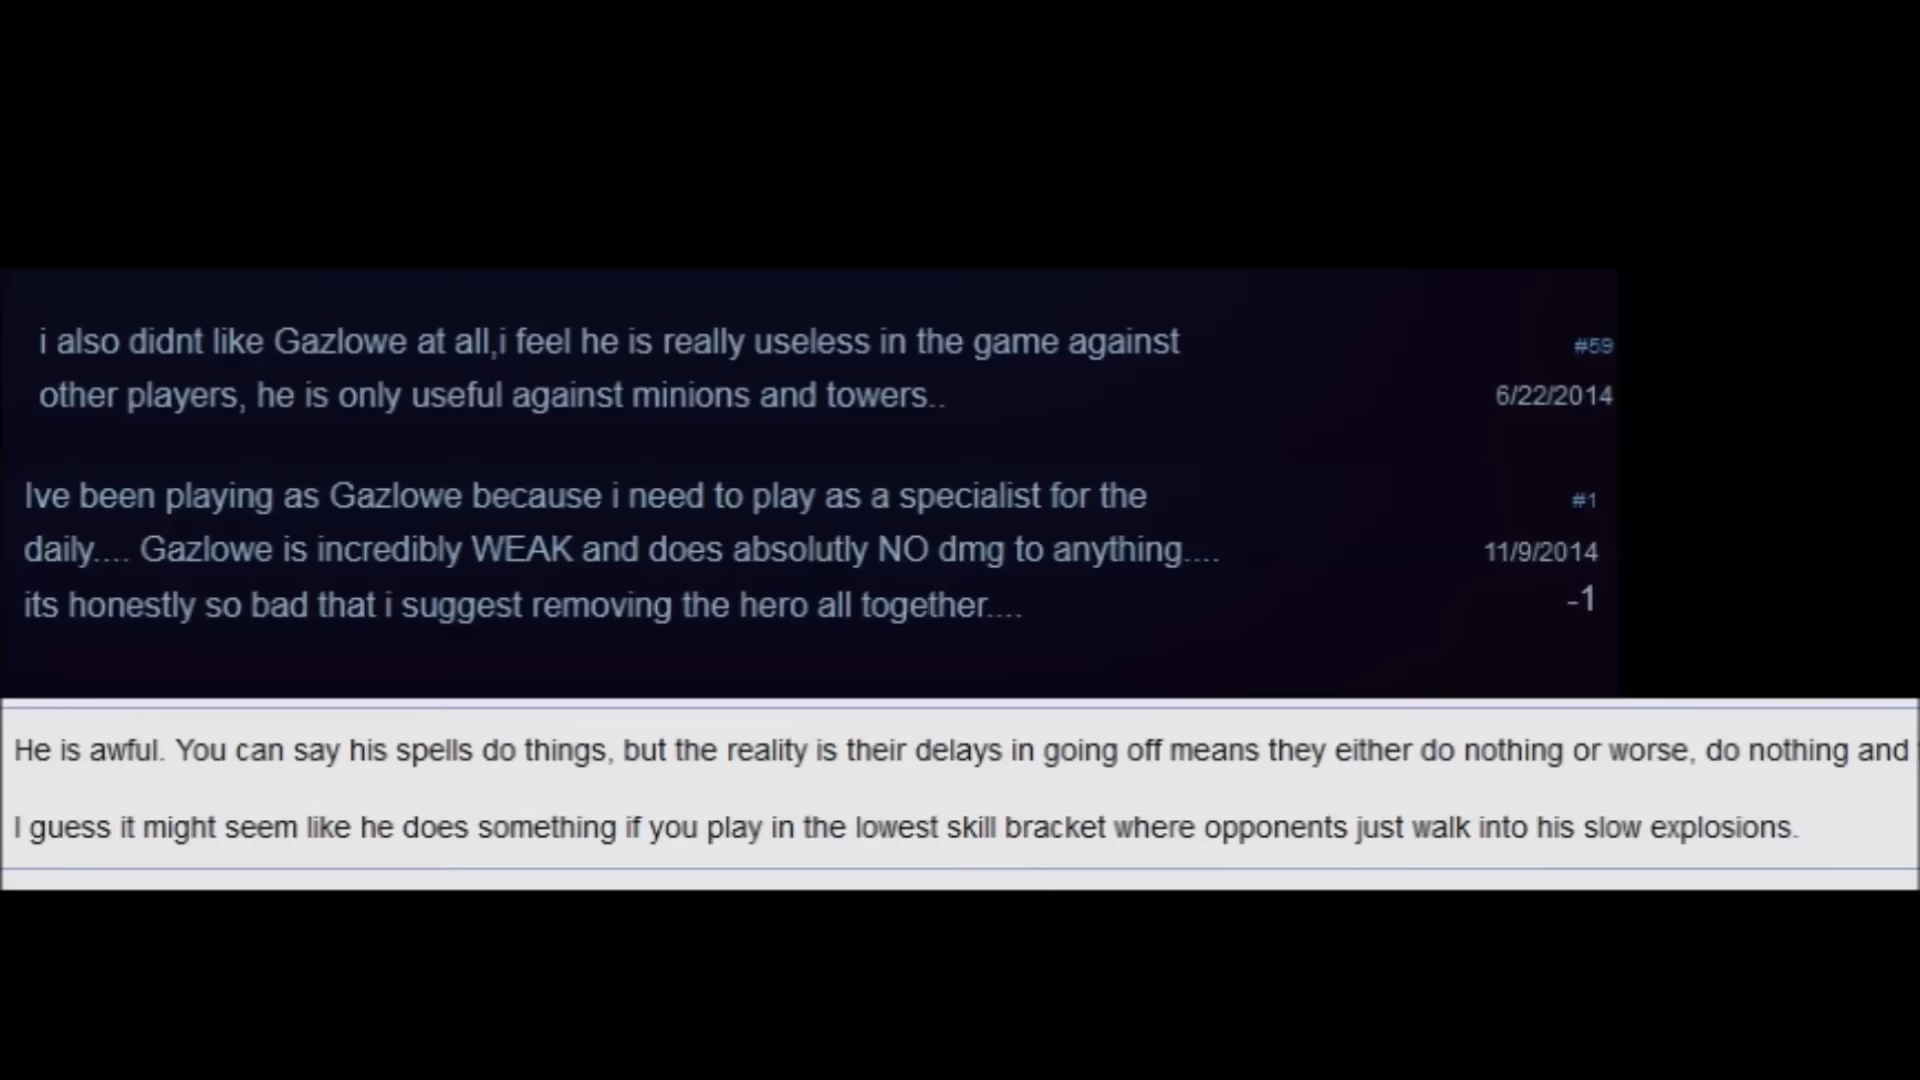 i also didnt like Gazlowe at all,i feel he is really useless in the game against
#59
other players, he is only useful against minions and towers..
6/22/2014
Ive been playing as Gazlowe because i need to play as a specialist for the
#1
daily.... Gazlowe is incredibly WEAK and does absolutly NO dmg to anything....
11/9/2014
its honestly so bad that i suggest removing the hero all together....
-1
He is awful. You can say his spells do things, but the reality is their delays in going off means they either do nothing or worse, do nothing and
I guess it might seem like he does something if you play in the lowest skill bracket where opponents just walk into his slow explosions.